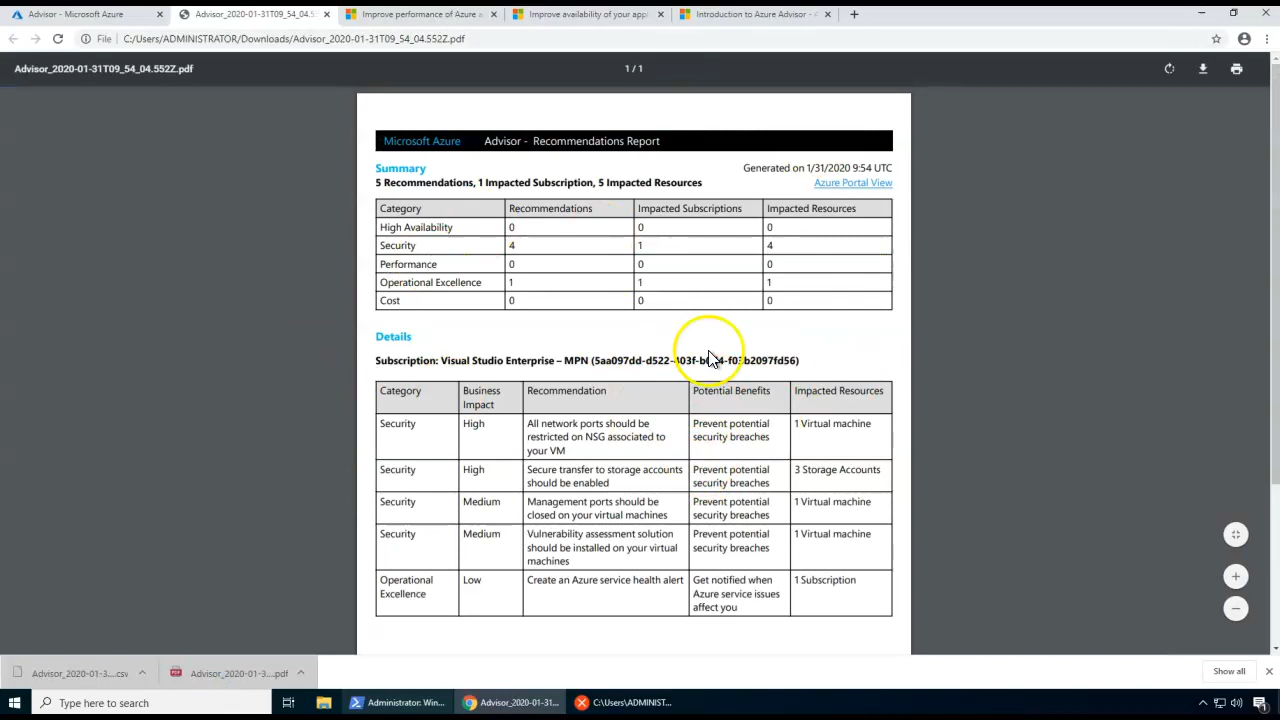 Advisor - Microsoft Azure
Advisor_2020-01-31T09_54_04.5
Improve performance of Azure a
Improve availability of your app
Introduction to Azure Advisor -
File C:/Users/ADMINISTRATOR/Downloads/Advisor_2020-01-31T09_54_04.552Z.pdf
Advisor_2020-01-31T09_54_04.552Z.pdf
1 / 1
Microsoft Azure Advisor - Recommendations Report
Summary Generated on 1/31/2020 9:54 UTC
5 Recommendations, 1 Impacted Subscription, 5 Impacted Resources Azure Portal View
Category Recommendations Impacted Subscriptions Impacted Resources
High Availability 0 0 0
Security 4 1 4
Performance 0 0 0
Operational Excellence 1 1 1
Cost 0 0 0
Details
Subscription: Visual Studio Enterprise – MPN
Category Business Impact Recommendation Potential Benefits Impacted Resources
Security High All network ports should be restricted on NSG associated to your VM Prevent potential security breaches 1 Virtual machine
Security High Secure transfer to storage accounts should be enabled Prevent potential security breaches 3 Storage Accounts
Security Medium Management ports should be closed on your virtual machines Prevent potential security breaches 1 Virtual machine
Security Medium Vulnerability assessment solution should be installed on your virtual machines Prevent potential security breaches 1 Virtual machine
Operational Excellence Low Create an Azure service health alert Get notified when Azure service issues affect you 1 Subscription
Advisor_2020-01-3....csv
Advisor_2020-01-3....pdf
Show all
Type here to search
Administrator: Win...
Advisor_2020-01-31...
C:\Users\ADMINIST...